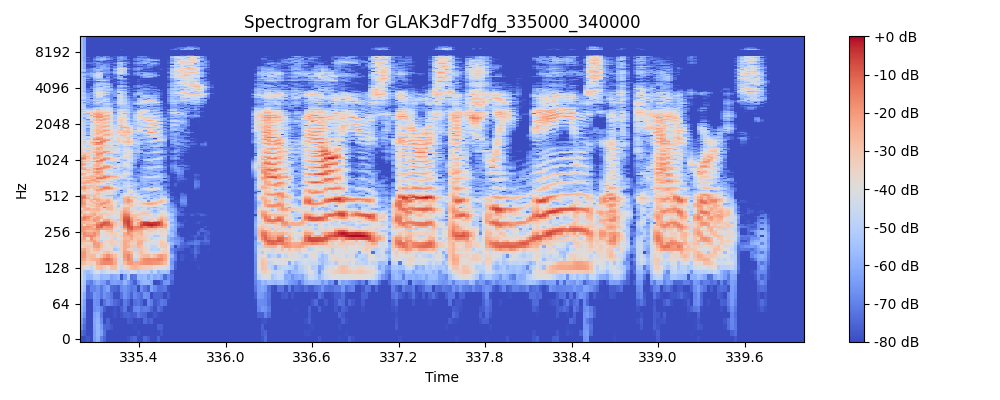 Spectrogram for GLAK3dF7dfg_335000_340000
8192
4096
2048
1024
512
256
128
64
0
Hz
335.4 336.0 336.6 337.2 337.8 338.4 339.0 339.6
Time
+0 dB
-10 dB
-20 dB
-30 dB
-40 dB
-50 dB
-60 dB
-70 dB
-80 dB